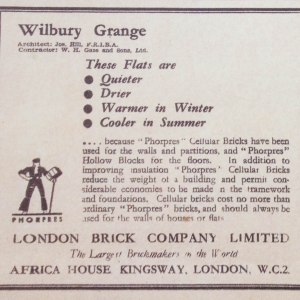 Wilbury Grange
Architect: Jos. Hill, F.R.I.B.A.
Contractor: W. H. Gaze and Sons, Ltd.
These Flats are
Quieter
Drier
Warmer in Winter
Cooler in Summer
.... because "Phorpres" Cellular Bricks have been
used for the walls and partitions, and "Phorpres"
Hollow Blocks for the floors. In addition to
improving insulation "Phorpres" Cellular Bricks
reduce the weight of a building and permit con-
siderable economies to be made in the framework
and foundations. Cellular bricks cost no more than
ordinary "Phorpres" bricks, and should always be
used for the walls of houses or flats.
PHORPRES
LONDON BRICK COMPANY LIMITED
The Largest Brickmakers in the World
AFRICA HOUSE KINGSWAY, LONDON, W.C.2.